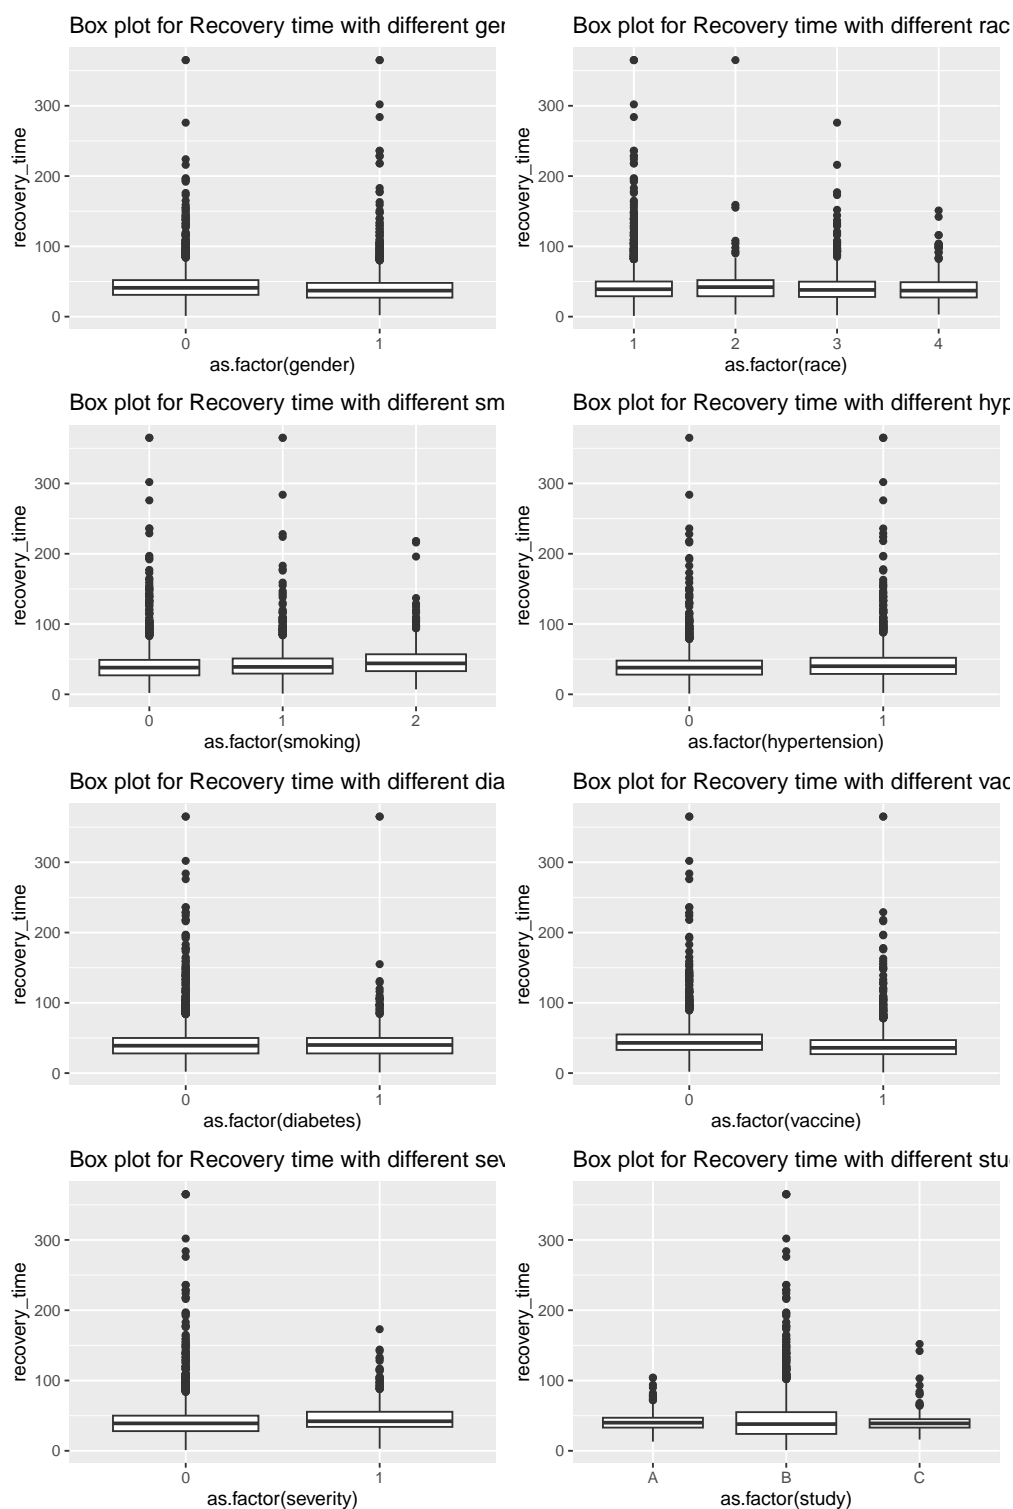 Box plot for Recovery time with different gen
300
200
100
0
recovery_time
0 1
as.factor(gender)
Box plot for Recovery time with different rac
300
200
100
0
recovery_time
1 2 3 4
as.factor(race)
Box plot for Recovery time with different sm
300
200
100
0
recovery_time
0 1 2
as.factor(smoking)
Box plot for Recovery time with different hyp
300
200
100
0
recovery_time
0 1
as.factor(hypertension)
Box plot for Recovery time with different dia
300
200
100
0
recovery_time
0 1
as.factor(diabetes)
Box plot for Recovery time with different vac
300
200
100
0
recovery_time
0 1
as.factor(vaccine)
Box plot for Recovery time with different sev
300
200
100
0
recovery_time
0 1
as.factor(severity)
Box plot for Recovery time with different stu
300
200
100
0
recovery_time
A B C
as.factor(study)